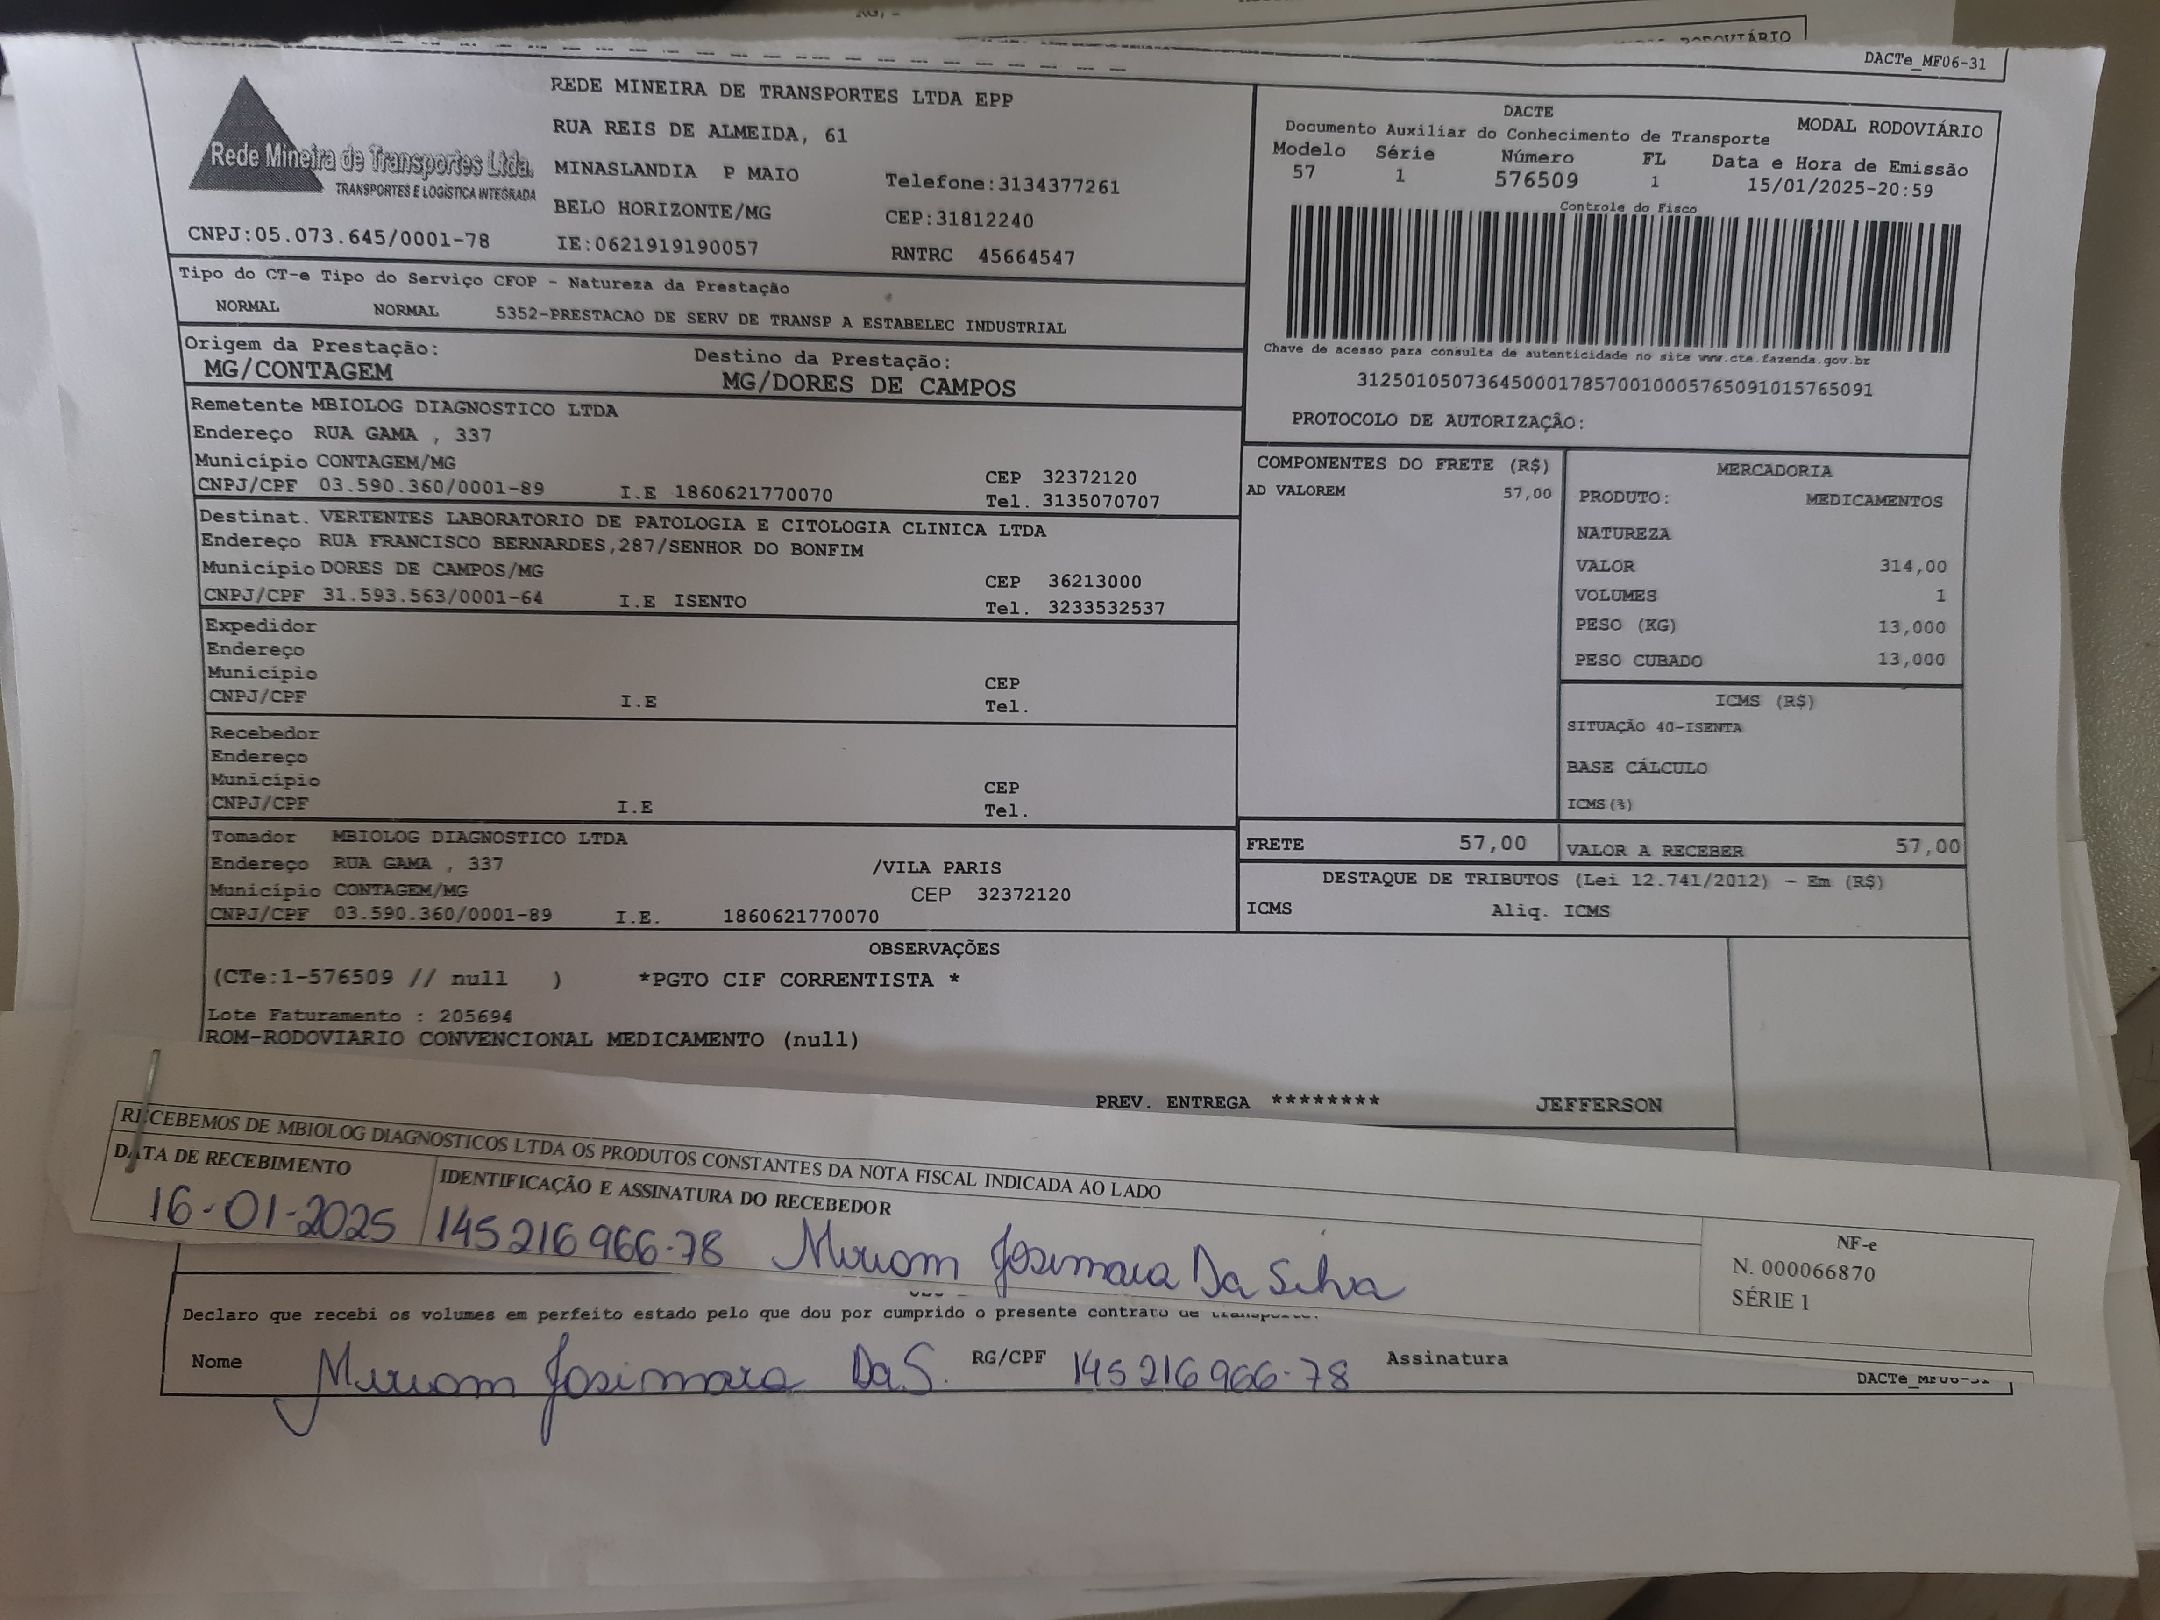 RODOVIÁRIO
DACTe_MF06-31
Rede Mineira de Transportes Ltda.
TRANSPORTES E LOGÍSTICA INTEGRADA
CNPJ:05.073.645/0001-78
REDE MINEIRA DE TRANSPORTES LTDA EPP
RUA REIS DE ALMEIDA, 61
MINASLANDIA P MAIO Telefone:3134377261
BELO HORIZONTE/MG CEP:31812240
IE:0621919190057 RNTRC 45664547
DACTE MODAL RODOVIÁRIO
Documento Auxiliar do Conhecimento de Transporte
Modelo Série Número FL Data e Hora de Emissão
57 1 576509 1 15/01/2025-20:59
Controle do Fisco
Chave de acesso para consulta de autenticidade no site www.cte.fazenda.gov.br
31250105073645000178570010005765091015765091
PROTOCOLO DE AUTORIZAÇÃO:
Tipo do CT-e Tipo do Serviço CFOP - Natureza da Prestação
NORMAL NORMAL 5352-PRESTACAO DE SERV DE TRANSP A ESTABELEC INDUSTRIAL
Origem da Prestação: Destino da Prestação:
MG/CONTAGEM MG/DORES DE CAMPOS
Remetente MBIOLOG DIAGNOSTICO LTDA
Endereço RUA GAMA , 337
Município CONTAGEM/MG CEP 32372120
CNPJ/CPF 03.590.360/0001-89 I.E 1860621770070 Tel. 3135070707
Destinat. VERTENTES LABORATORIO DE PATOLOGIA E CITOLOGIA CLINICA LTDA
Endereço RUA FRANCISCO BERNARDES,287/SENHOR DO BONFIM
Município DORES DE CAMPOS/MG CEP 36213000
CNPJ/CPF 31.593.563/0001-64 I.E ISENTO Tel. 3233532537
Expedidor
Endereço
Município CEP
CNPJ/CPF I.E Tel.
Recebedor
Endereço
Município CEP
CNPJ/CPF I.E Tel.
Tomador MBIOLOG DIAGNOSTICO LTDA
Endereço RUA GAMA , 337 /VILA PARIS
Município CONTAGEM/MG CEP 32372120
CNPJ/CPF 03.590.360/0001-89 I.E. 1860621770070
COMPONENTES DO FRETE (R$)
AD VALOREM 57,00
MERCADORIA
PRODUTO: MEDICAMENTOS
NATUREZA
VALOR 314,00
VOLUMES 1
PESO (KG) 13,000
PESO CUBADO 13,000
ICMS (R$)
SITUAÇÃO 40-ISENTA
BASE CÁLCULO
ICMS(%)
FRETE 57,00 VALOR A RECEBER 57,00
DESTAQUE DE TRIBUTOS (Lei 12.741/2012) - Em (R$)
ICMS Aliq. ICMS
OBSERVAÇÕES
(CTe:1-576509 // null ) *PGTO CIF CORRENTISTA *
Lote Faturamento : 205694
ROM-RODOVIARIO CONVENCIONAL MEDICAMENTO (null)
PREV. ENTREGA ******** JEFFERSON
RECEBEMOS DE MBIOLOG DIAGNOSTICOS LTDA OS PRODUTOS CONSTANTES DA NOTA FISCAL INDICADA AO LADO
DATA DE RECEBIMENTO IDENTIFICAÇÃO E ASSINATURA DO RECEBEDOR
16-01-2025 145216966-78 Miriam Josimara Da Silva
NF-e
N. 000066870
SÉRIE 1
Declaro que recebi os volumes em perfeito estado pelo que dou por cumprido o presente contrato de transporte.
Nome Miriam Josimara Da S. RG/CPF 145216966-78 Assinatura
DACTe_MF06-31